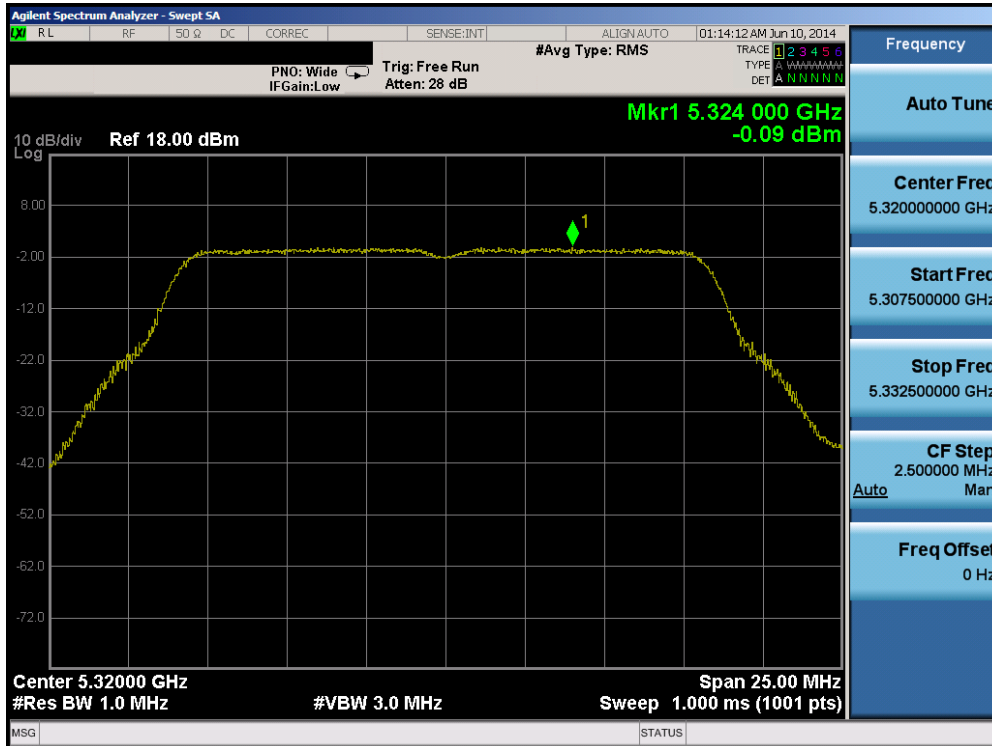 Agilent Spectrum Analyzer - Swept SA
LXI RL RF 50 Ω DC CORREC SENSE:INT ALIGN AUTO 01:14:12 AM Jun 10, 2014
#Avg Type: RMS
TRACE 1 2 3 4 5 6
PNO: Wide Trig: Free Run
TYPE A
IFGain:Low Atten: 28 dB
DET A N N N N N
Mkr1 5.324 000 GHz
-0.09 dBm
10 dB/div Ref 18.00 dBm
Log
1
8.00
-2.00
-12.0
-22.0
-32.0
-42.0
-52.0
-62.0
-72.0
Center 5.32000 GHz Span 25.00 MHz
#Res BW 1.0 MHz #VBW 3.0 MHz Sweep 1.000 ms (1001 pts)
MSG STATUS
Frequency
Auto Tune
Center Freq
5.320000000 GHz
Start Freq
5.307500000 GHz
Stop Freq
5.332500000 GHz
CF Step
2.500000 MHz
Auto Man
Freq Offset
0 Hz